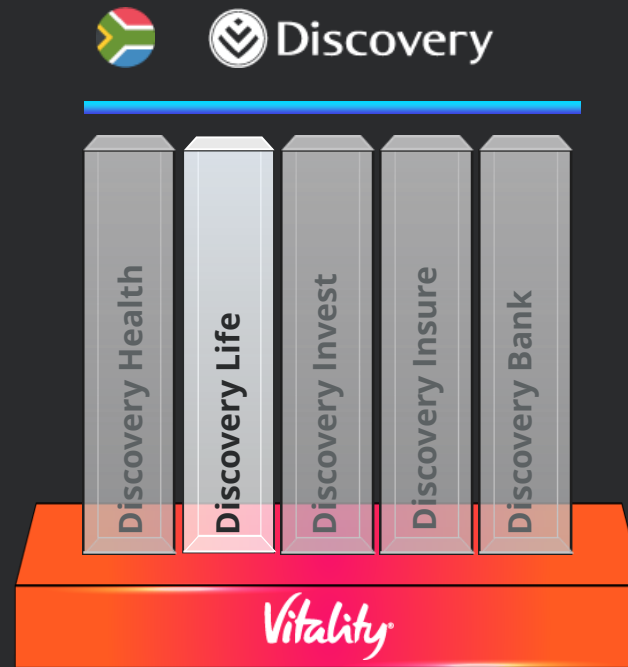 Discovery
Discovery Health
Discovery Life
Discovery Invest
Discovery Insure
Discovery Bank
Vitality®